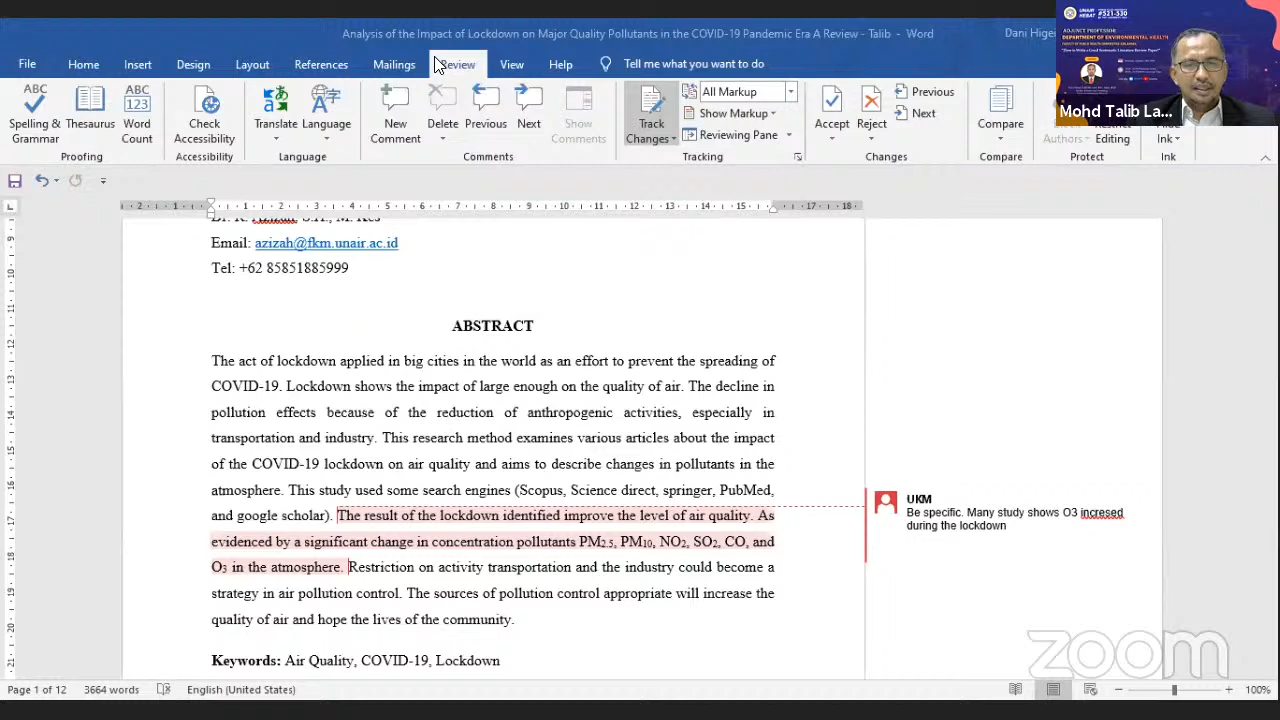 Analysis of the Impact of Lockdown on Major Quality Pollutants in the COVID-19 Pandemic Era A Review - Talib - Word
Dani Hige
UNAIR HEBAT
#521-530
ADJUNCT PROFESSOR
DEPARTMENT OF ENVIRONMENTAL HEALTH
Mohd Talib La...
File Home Insert Design Layout References Mailings Review View Help Tell me what you want to do
Spelling & Grammar
Thesaurus
Word Count
Proofing
Check Accessibility
Accessibility
Translate
Language
Language
New Comment
Delete
Previous
Next
Show Comments
Comments
Track Changes
All Markup
Show Markup
Reviewing Pane
Tracking
Accept
Reject
Previous
Next
Changes
Compare
Compare
Authors
Editing
Protect
Ink
Ink
Email: azizah@fkm.unair.ac.id
Tel: +62 85851885999
ABSTRACT
The act of lockdown applied in big cities in the world as an effort to prevent the spreading of
COVID-19. Lockdown shows the impact of large enough on the quality of air. The decline in
pollution effects because of the reduction of anthropogenic activities, especially in
transportation and industry. This research method examines various articles about the impact
of the COVID-19 lockdown on air quality and aims to describe changes in pollutants in the
atmosphere. This study used some search engines (Scopus, Science direct, springer, PubMed,
and google scholar). The result of the lockdown identified improve the level of air quality. As
evidenced by a significant change in concentration pollutants PM2.5, PM10, NO2, SO2, CO, and
O3 in the atmosphere. Restriction on activity transportation and the industry could become a
strategy in air pollution control. The sources of pollution control appropriate will increase the
quality of air and hope the lives of the community.
Keywords: Air Quality, COVID-19, Lockdown
UKM
Be specific. Many study shows O3 incresed
during the lockdown
zoom
Page 1 of 12 3664 words English (United States) 100%